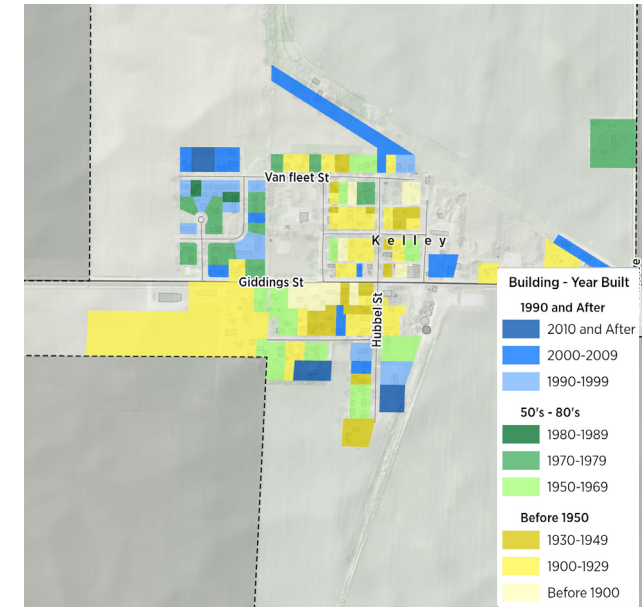 Van fleet St
Kelley
Giddings St
Hubbel St
Building - Year Built
1990 and After
2010 and After
2000-2009
1990-1999
50's - 80's
1980-1989
1970-1979
1950-1969
Before 1950
1930-1949
1900-1929
Before 1900